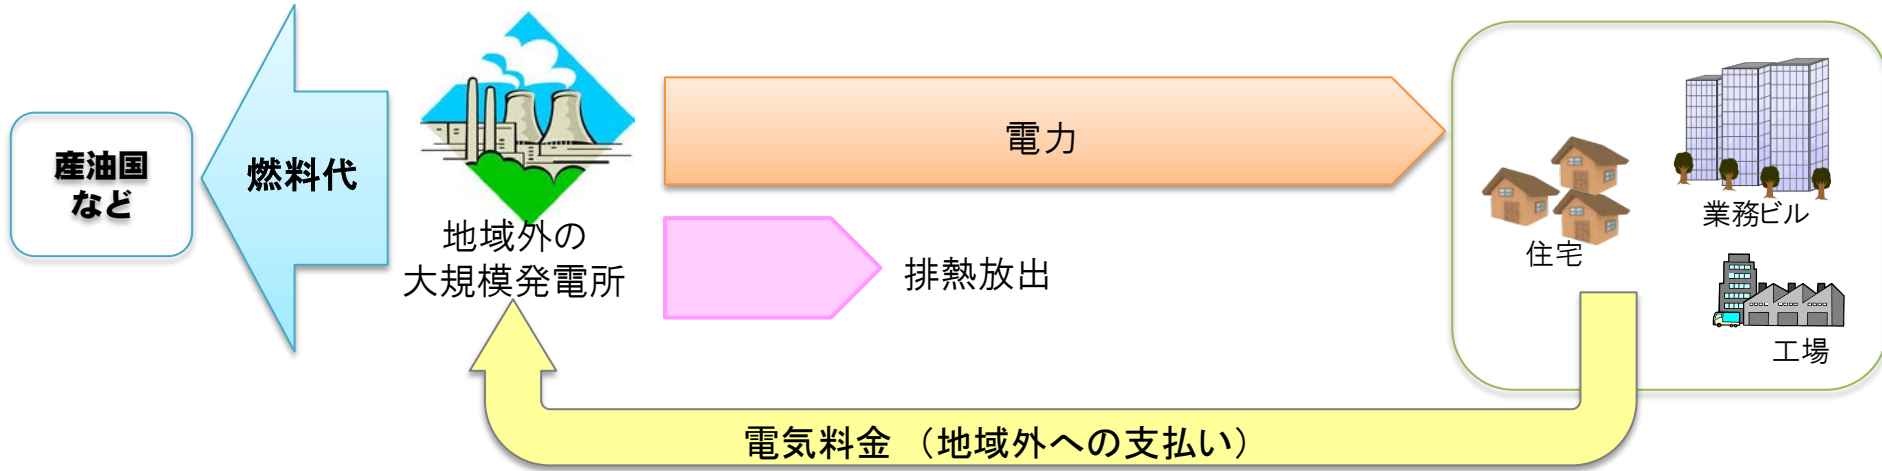 産油国
など
燃料代
地域外の
大規模発電所
電力
排熱放出
住宅
業務ビル
工場
電気料金 （地域外への支払い）